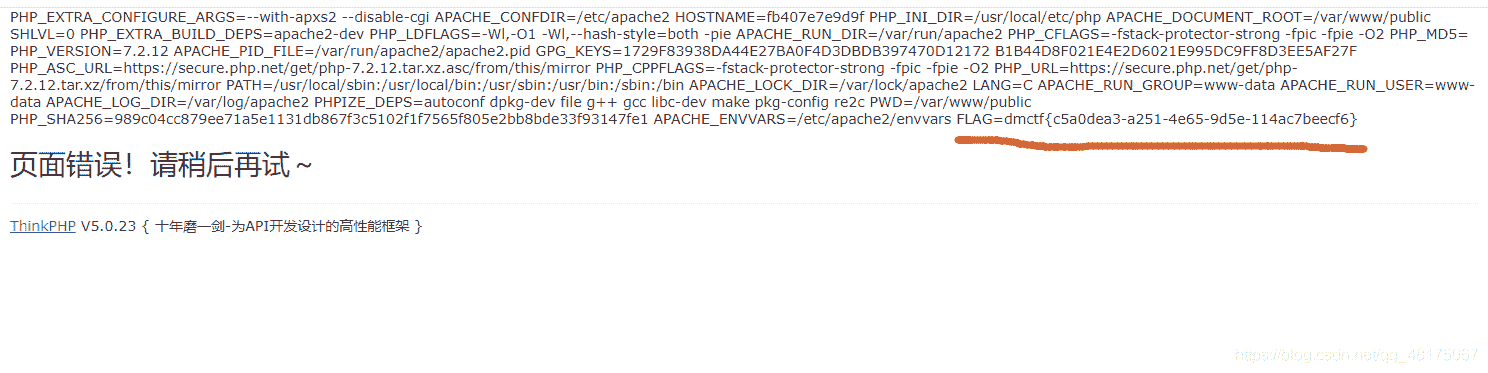 PHP_EXTRA_CONFIGURE_ARGS=--with-apxs2 --disable-cgi APACHE_CONFDIR=/etc/apache2 HOSTNAME=fb407e7e9d9f PHP_INI_DIR=/usr/local/etc/php APACHE_DOCUMENT_ROOT=/var/www/public
SHLVL=0 PHP_EXTRA_BUILD_DEPS=apache2-dev PHP_LDFLAGS=-Wl,-O1 -Wl,--hash-style=both -pie APACHE_RUN_DIR=/var/run/apache2 PHP_CFLAGS=-fstack-protector-strong -fpic -fpie -O2 PHP_MD5=
PHP_VERSION=7.2.12 APACHE_PID_FILE=/var/run/apache2/apache2.pid GPG_KEYS=1729F83938DA44E27BA0F4D3DBDB397470D12172 B1B44D8F021E4E2D6021E995DC9FF8D3EE5AF27F
PHP_ASC_URL=https://secure.php.net/get/php-7.2.12.tar.xz.asc/from/this/mirror PHP_CPPFLAGS=-fstack-protector-strong -fpic -fpie -O2 PHP_URL=https://secure.php.net/get/php-
7.2.12.tar.xz/from/this/mirror PATH=/usr/local/sbin:/usr/local/bin:/usr/sbin:/usr/bin:/sbin:/bin APACHE_LOCK_DIR=/var/lock/apache2 LANG=C APACHE_RUN_GROUP=www-data APACHE_RUN_USER=www-
data APACHE_LOG_DIR=/var/log/apache2 PHPIZE_DEPS=autoconf dpkg-dev file g++ gcc libc-dev make pkg-config re2c PWD=/var/www/public
PHP_SHA256=989c04cc879ee71a5e1131db867f3c5102f1f7565f805e2bb8bde33f93147fe1 APACHE_ENVVARS=/etc/apache2/envvars FLAG=dmctf{c5a0dea3-a251-4e65-9d5e-114ac7beecf6}
页面错误！请稍后再试～
ThinkPHP V5.0.23 { 十年磨一剑-为API开发设计的高性能框架 }
https://blog.csdn.net/qq_48175067